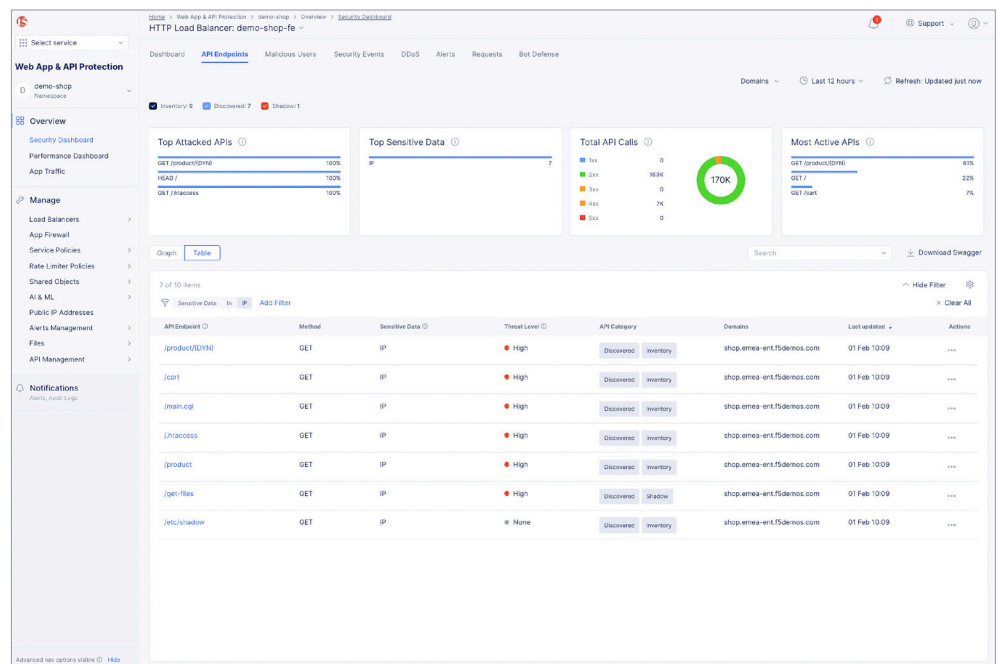 Home > Web App & API Protection > demo-shop > Overview > Security Dashboard
HTTP Load Balancer: demo-shop-fe
4
Support
Select service
Web App & API Protection
D
demo-shop
Namespace
Overview
Security Dashboard
Performance Dashboard
App Traffic
Manage
Load Balancers
App Firewall
Service Policies
Rate Limiter Policies
Shared Objects
AI & ML
Public IP Addresses
Alerts Management
Files
API Management
Notifications
Alerts, Audit Logs
Advanced nav options visible Hide
Dashboard API Endpoints Malicious Users Security Events DDoS Alerts Requests Bot Defense
Domains Last 12 hours Refresh: Updated just now
Inventory: 9 Discovered: 7 Shadow: 1
Top Attacked APIs
GET /product/{DYN} 100%
HEAD / 100%
GET /.htaccess 100%
Top Sensitive Data
IP 7
Total API Calls
1xx 0
2xx 163K
3xx 0
4xx 7K
5xx 0
170K
Most Active APIs
GET /product/{DYN} 61%
GET / 22%
GET /cart 7%
Graph Table
Search
Download Swagger
7 of 10 items
Hide Filter
Sensitive Data In IP Add Filter
× Clear All
API Endpoint Method Sensitive Data Threat Level API Category Domains Last updated Actions
/product/{DYN} GET IP High Discovered Inventory shop.emea-ent.f5demos.com 01 Feb 10:09 ...
/cart GET IP High Discovered Inventory shop.emea-ent.f5demos.com 01 Feb 10:09 ...
/main.cgi GET IP High Discovered Inventory shop.emea-ent.f5demos.com 01 Feb 10:09 ...
/.htaccess GET IP High Discovered Inventory shop.emea-ent.f5demos.com 01 Feb 10:09 ...
/product GET IP High Discovered Inventory shop.emea-ent.f5demos.com 01 Feb 10:09 ...
/get-files GET IP High Discovered Shadow shop.emea-ent.f5demos.com 01 Feb 10:09 ...
/etc/shadow GET IP None Discovered Inventory shop.emea-ent.f5demos.com 01 Feb 10:09 ...